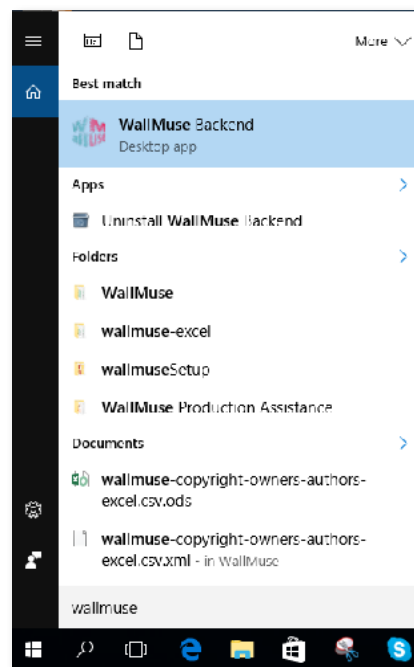 More
Best match
WallMuse Backend
Desktop app
Apps
Uninstall WallMuse Backend
Folders
WallMuse
wallmuse-excel
wallmuseSetup
WallMuse Production Assistance
Documents
wallmuse-copyright-owners-authors-
excel.csv.ods
wallmuse-copyright-owners-authors-
excel.csv.xml - in WallMuse
wallmuse